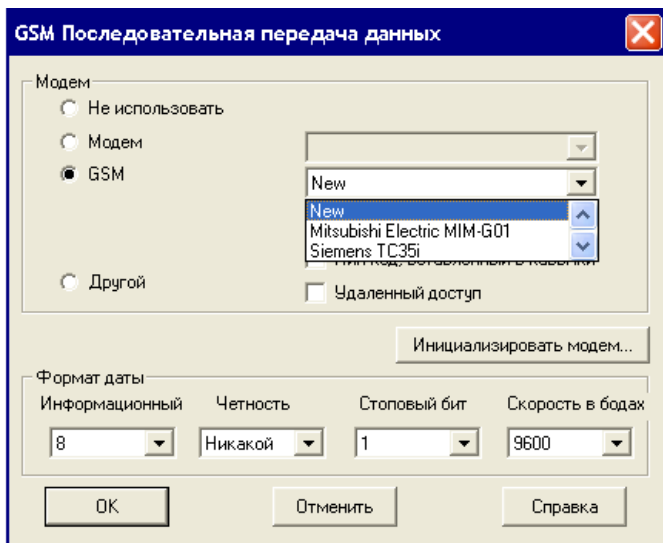 GSM Последовательная передача данных
Модем
Не использовать
Модем
GSM
New
New
Mitsubishi Electric MIM-G01
Siemens TC35i
Другой
Удаленный доступ
Инициализировать модем...
Формат даты
Информационный Четность Стоповый бит Скорость в бодах
8 Никакой 1 9600
OK Отменить Справка